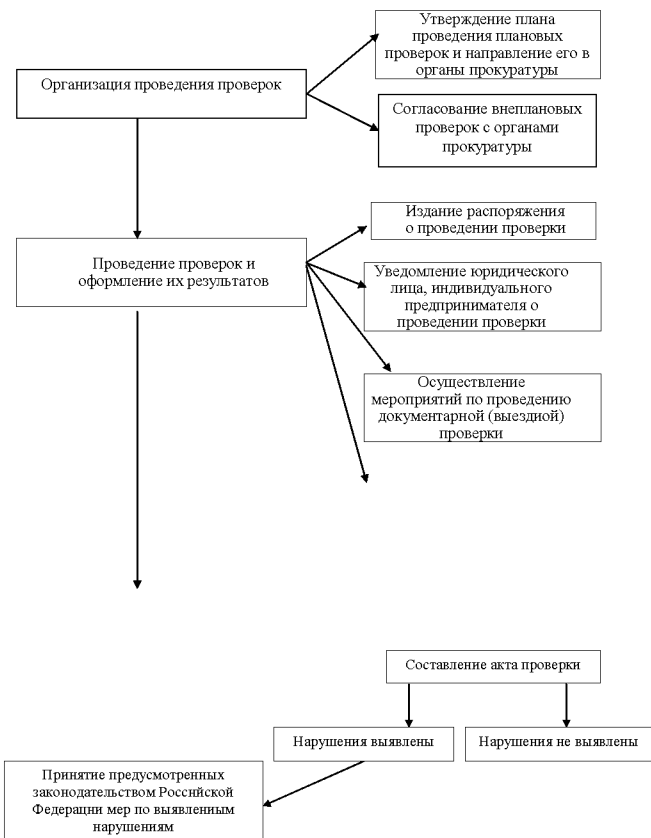 Утверждение плана
проведения плановых
проверок и направление его в
органы прокуратуры
Организация проведения проверок
Согласование внеплановых
проверок с органами
прокуратуры
Издание распоряжения
о проведении проверки
Проведение проверок и
оформление их результатов
Уведомление юридического
лица, индивидуального
предпринимателя о
проведении проверки
Осуществление
мероприятий по проведению
документарной (выездной)
проверки
Составление акта проверки
Нарушения выявлены
Нарушения не выявлены
Принятие предусмотренных
законодательством Российской
Федерации мер по выявленным
нарушениям